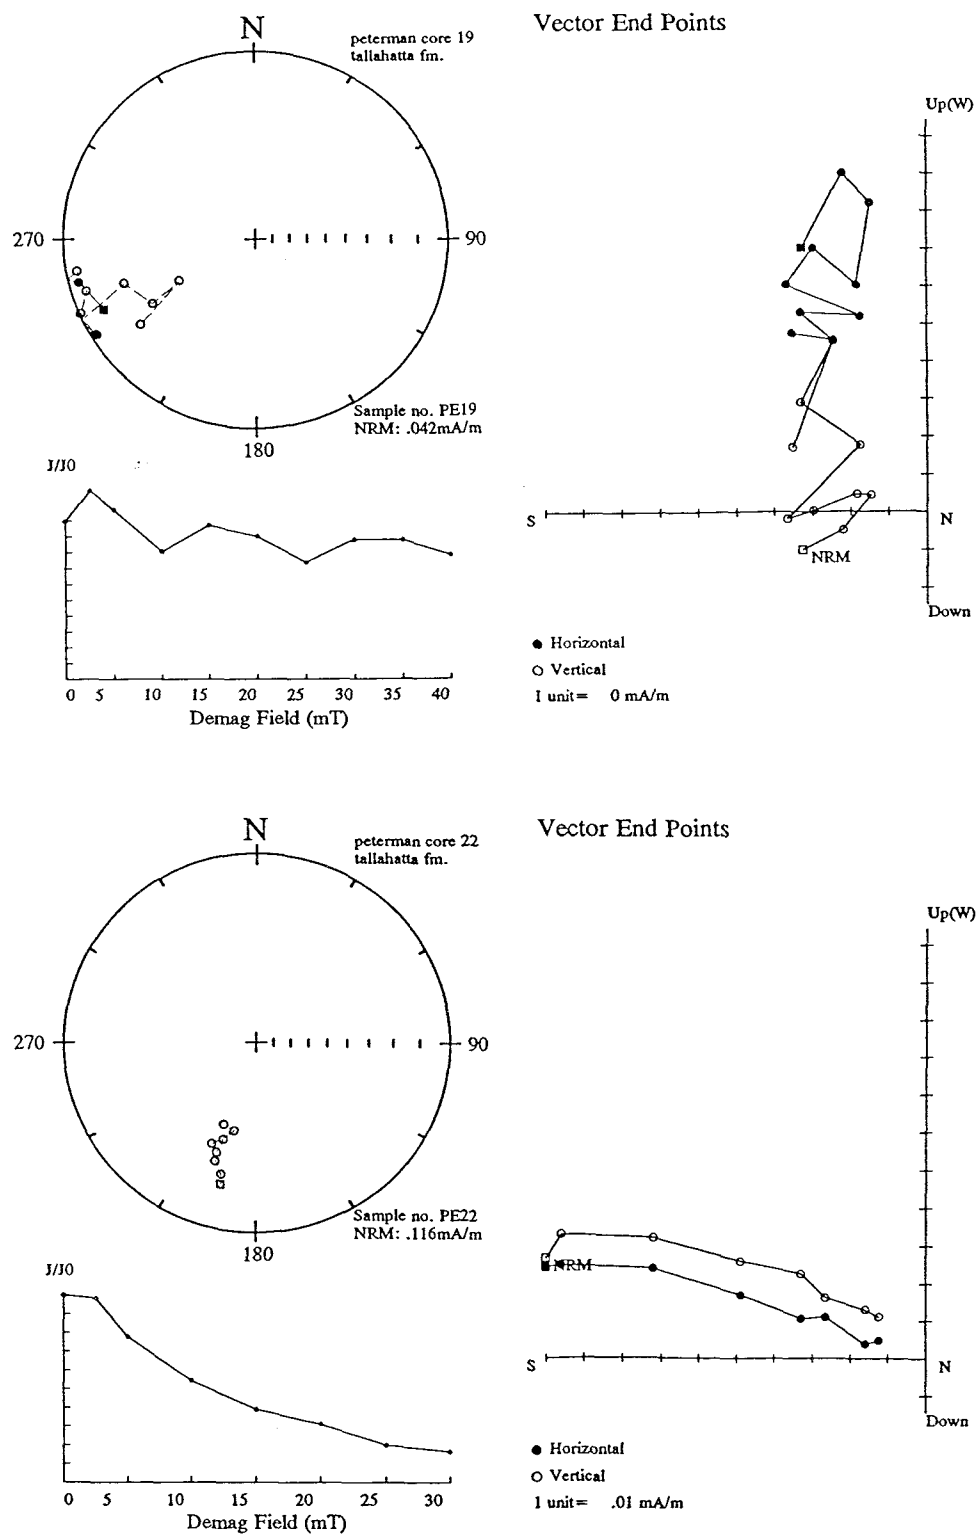 Vector End Points
N
peterman core 19
tallahatta fm.
Up(W)
270
90
Sample no. PE19
NRM: .042mA/m
180
J/J0
S
N
NRM
Down
Horizontal
Vertical
1 unit= 0 mA/m
0 5 10 15 20 25 30 35 40
Demag Field (mT)
Vector End Points
N
peterman core 22
tallahatta fm.
Up(W)
270
90
Sample no. PE22
NRM: .116mA/m
180
J/J0
NRM
S
N
Down
Horizontal
Vertical
1 unit= .01 mA/m
0 5 10 15 20 25 30
Demag Field (mT)